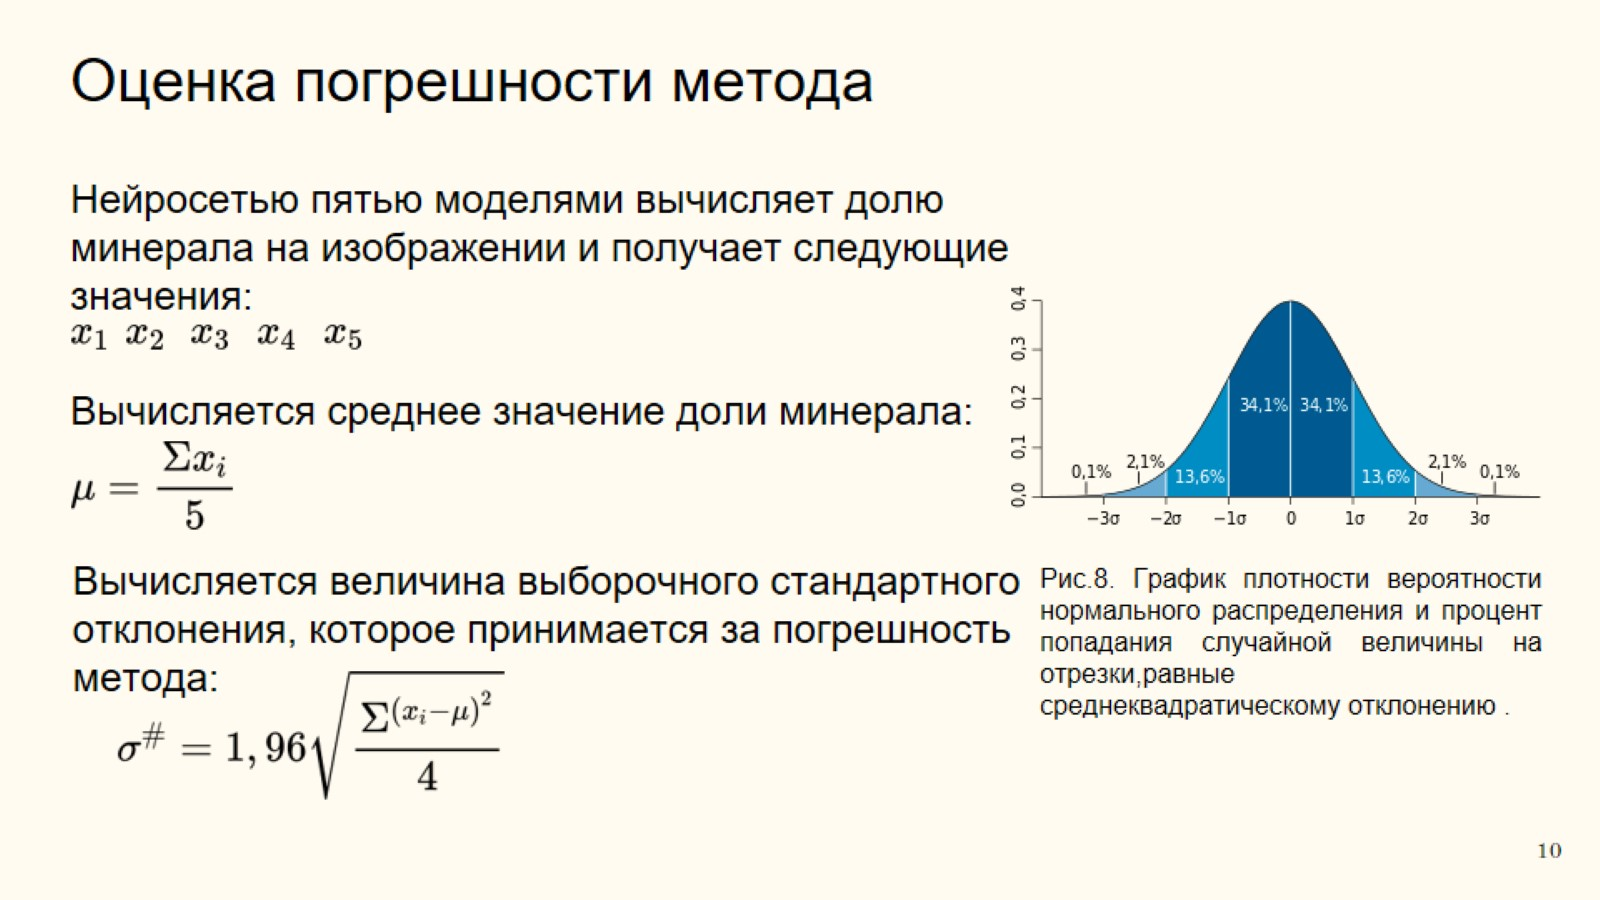 Оценка погрешности метода
Нейросетью пятью моделями вычисляет долю
минерала на изображении и получает следующие
значения:
x₁ x₂ x₃ x₄ x₅
Вычисляется среднее значение доли минерала:
μ = Σxᵢ / 5
Вычисляется величина выборочного стандартного
отклонения, которое принимается за погрешность
метода:
σ^# = 1,96√(Σ(xᵢ−μ)² / 4)
0,4
0,3
0,2
0,1
0,0
34,1% 34,1%
0,1% 2,1% 13,6% 13,6% 2,1% 0,1%
−3σ −2σ −1σ 0 1σ 2σ 3σ
Рис.8. График плотности вероятности
нормального распределения и процент
попадания случайной величины на
отрезки,равные
среднеквадратическому отклонению .
10